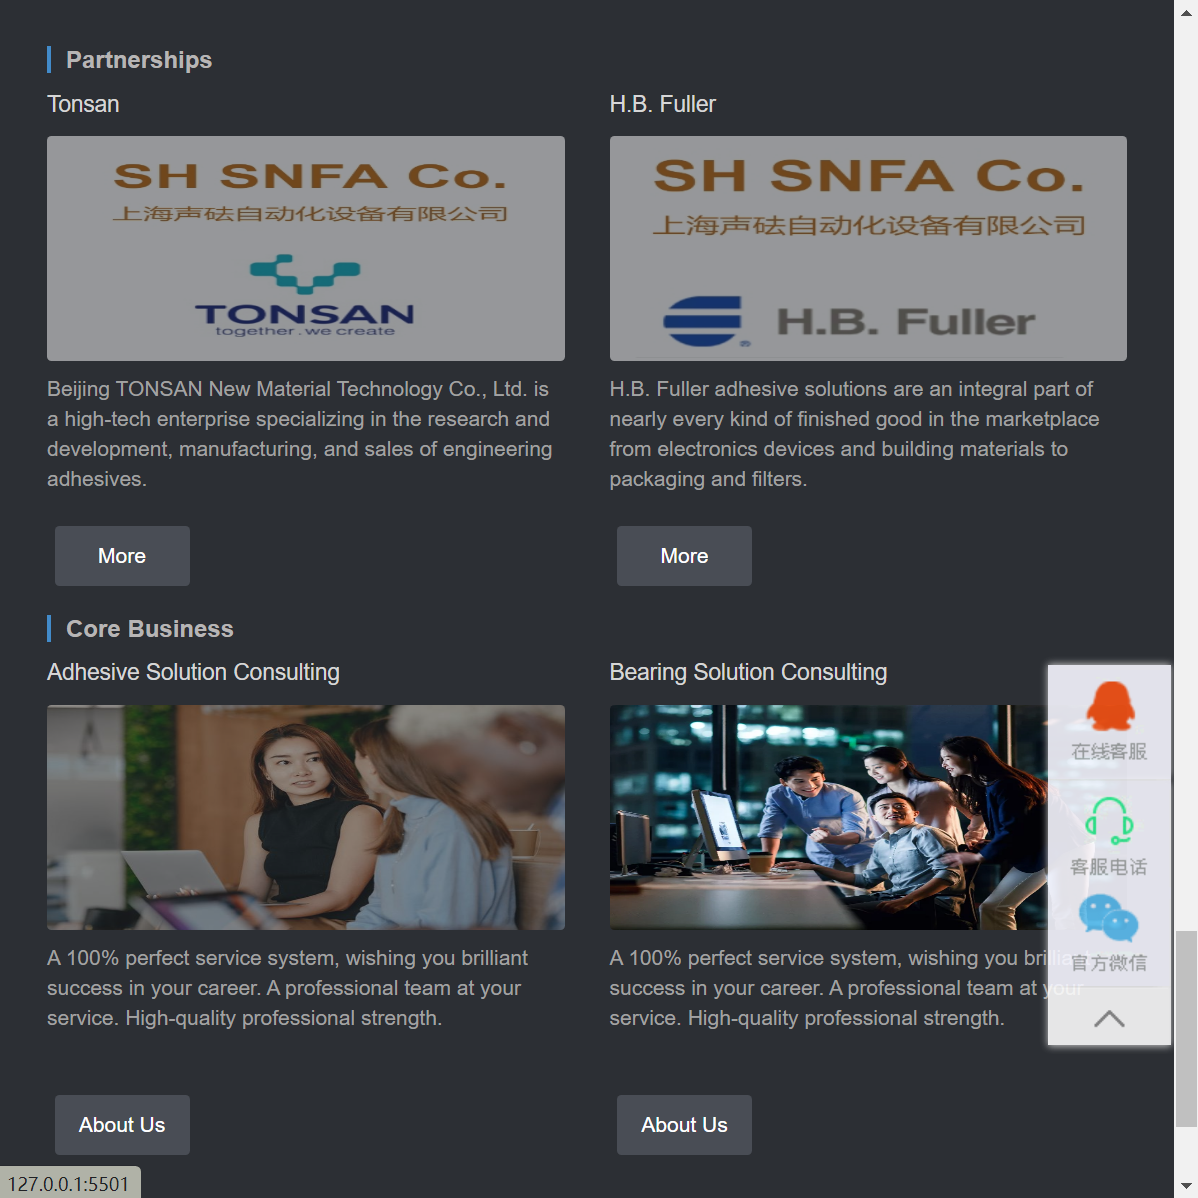 Partnerships
Tonsan
H.B. Fuller
SH SNFA Co.
上海声砝自动化设备有限公司
TONSAN
together.we create
SH SNFA Co.
上海声砝自动化设备有限公司
H.B. Fuller
Beijing TONSAN New Material Technology Co., Ltd. is
a high-tech enterprise specializing in the research and
development, manufacturing, and sales of engineering
adhesives.
H.B. Fuller adhesive solutions are an integral part of
nearly every kind of finished good in the marketplace
from electronics devices and building materials to
packaging and filters.
More
More
Core Business
Adhesive Solution Consulting
Bearing Solution Consulting
A 100% perfect service system, wishing you brilliant
success in your career. A professional team at your
service. High-quality professional strength.
A 100% perfect service system, wishing you brilliant
success in your career. A professional team at your
service. High-quality professional strength.
在线客服
客服电话
官方微信
About Us
About Us
127.0.0.1:5501